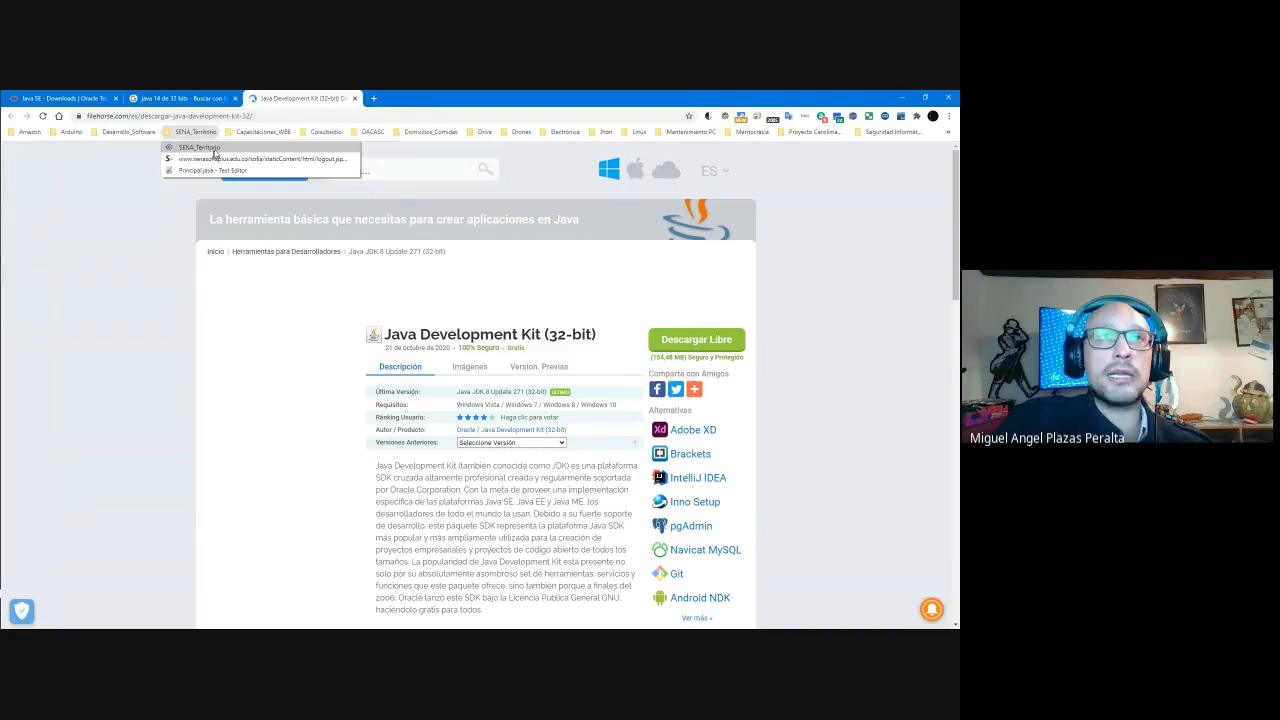 Java SE - Downloads | Oracle Te
java 14 de 32 bits - Buscar con G
Java Development Kit (32-bit) De
filehorse.com/es/descargar-java-development-kit-32/
Amazon
Arduino
Desarrollo_Software
SENA_Territorio
Capacitaciones_WEB
Colsubsidio
DACASC
Domicilios_Comidas
Drive
Drones
Electrónica
Jhon
Linux
Mantenimiento PC
Meritocracia
Proyecto Carolina...
Seguridad Informát...
SENA_Territorio
Principal.java - Text Editor
ES
La herramienta básica que necesitas para crear aplicaciones en Java
Inicio
Herramientas para Desarrolladores
Java JDK 8 Update 271 (32-bit)
Java Development Kit (32-bit)
21 de octubre de 2020 - 100% Seguro - Gratis
Descargar Libre
(154,48 MB) Seguro y Protegido
Descripción
Imágenes
Version. Previas
Última Versión: Java JDK 8 Update 271 (32-bit) ÚLTIMO
Requisitos: Windows Vista / Windows 7 / Windows 8 / Windows 10
Ránking Usuario: Haga clic para votar
Autor / Producto: Oracle / Java Development Kit (32-bit)
Versiones Anteriores: Seleccione Versión
Java Development Kit (también conocida como JDK) es una plataforma
SDK cruzada altamente profesional creada y regularmente soportada
por Oracle Corporation. Con la meta de proveer una implementación
específica de las plataformas Java SE, Java EE y Java ME, los
desarrolladores de todo el mundo la usan. Debido a su fuerte soporte
de desarrollo, este paquete SDK representa la plataforma Java SDK
más popular y más ampliamente utilizada para la creación de
proyectos empresariales y proyectos de código abierto de todos los
tamaños. La popularidad de Java Development Kit está presente no
solo por su absolutamente asombroso set de herramientas, servicios y
funciones que este paquete ofrece, sino también porque a finales del
2006, Oracle lanzó este SDK bajo la Licencia Pública General GNU,
haciéndolo gratis para todos.
Comparte con Amigos
Alternativas
Adobe XD
Brackets
IntelliJ IDEA
Inno Setup
pgAdmin
Navicat MySQL
Git
Android NDK
Ver más »
Miguel Angel Plazas Peralta